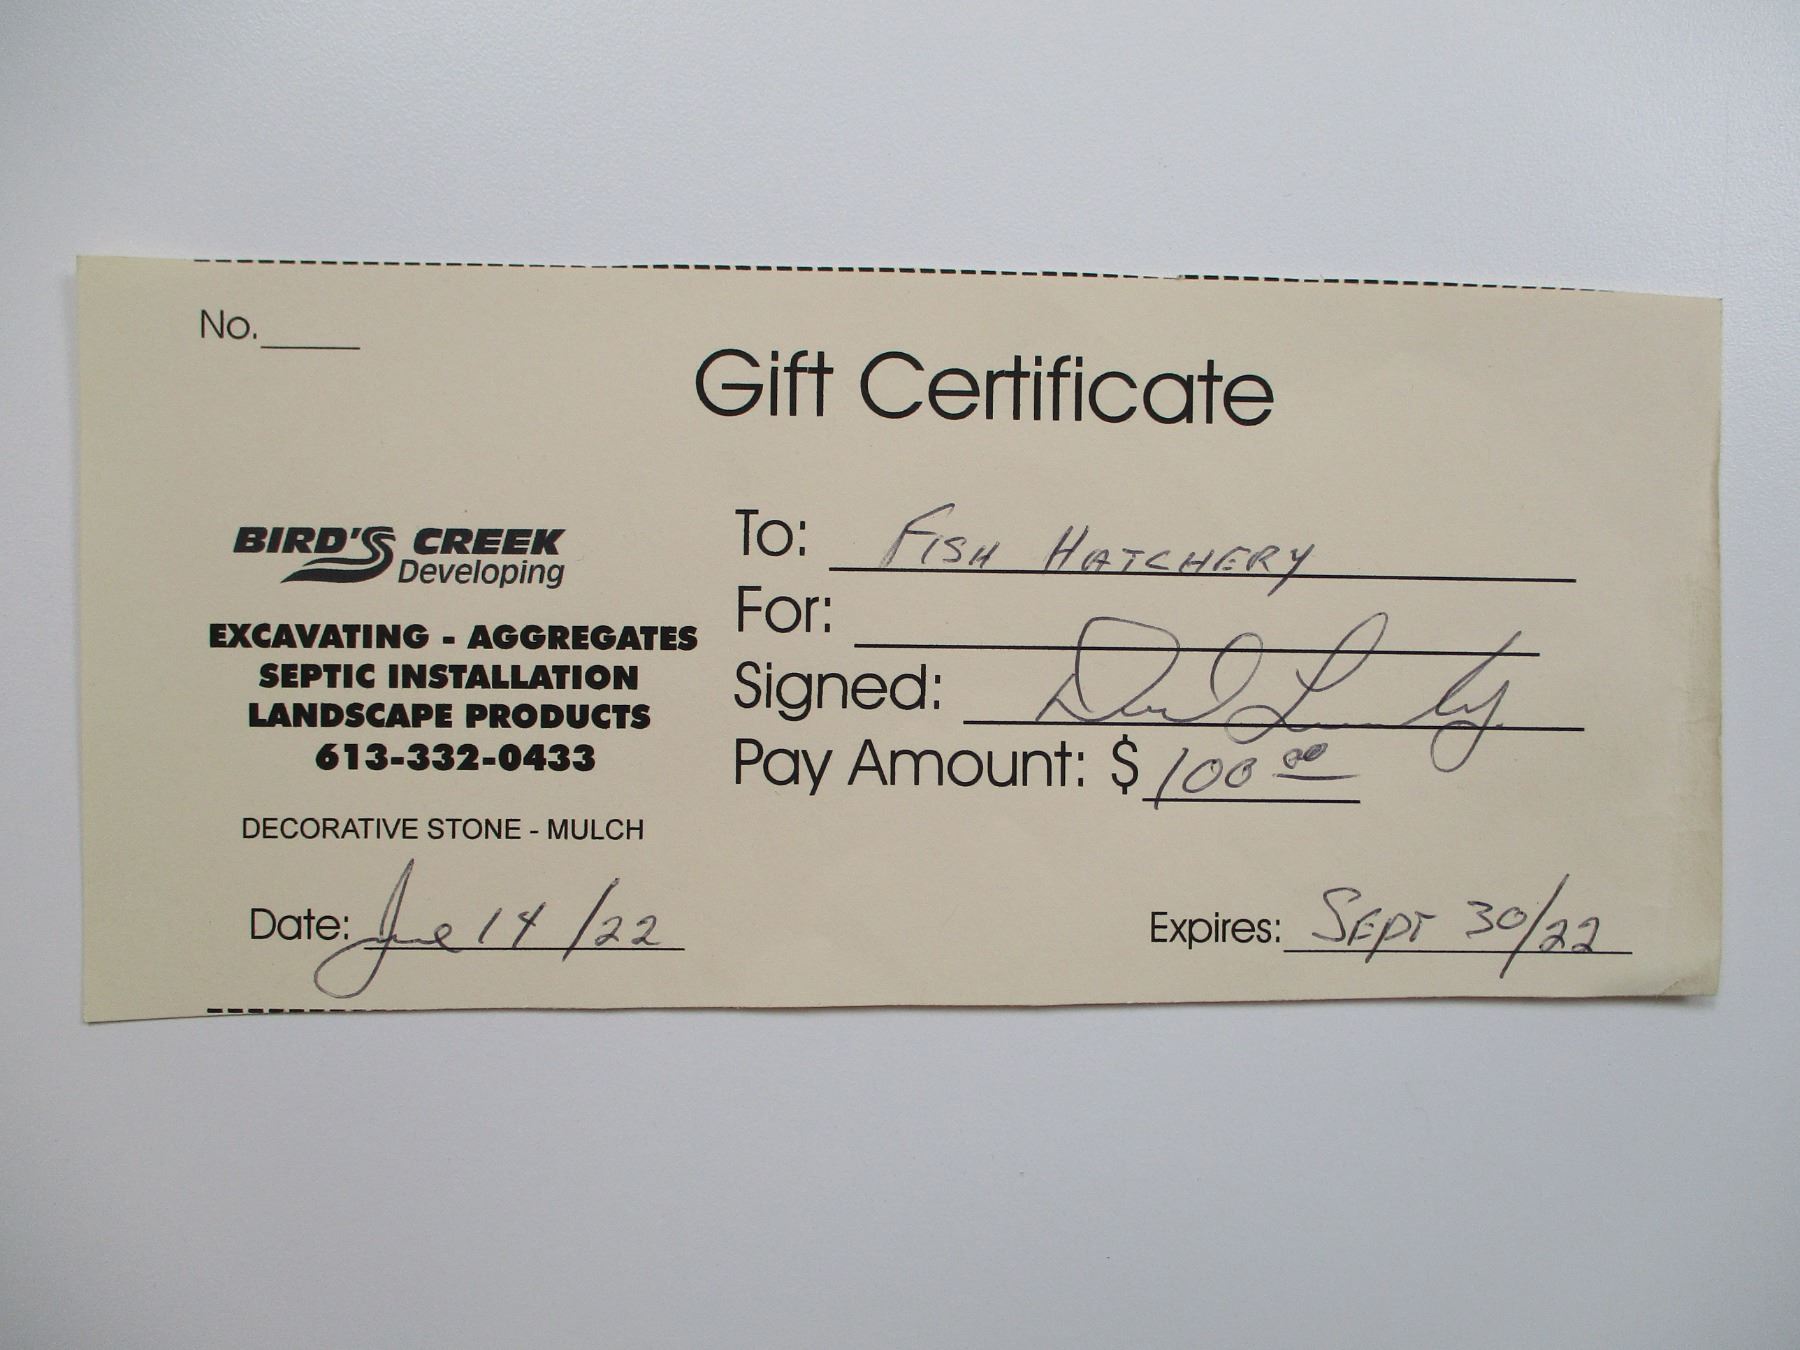 No.
Gift Certificate
BIRD'S CREEK
Developing
EXCAVATING - AGGREGATES
SEPTIC INSTALLATION
LANDSCAPE PRODUCTS
613-332-0433
DECORATIVE STONE - MULCH
To: FISH HATCHERY
For:
Signed:
Pay Amount: $ 100 00
Date: June 14/22
Expires: SEPT 30/22